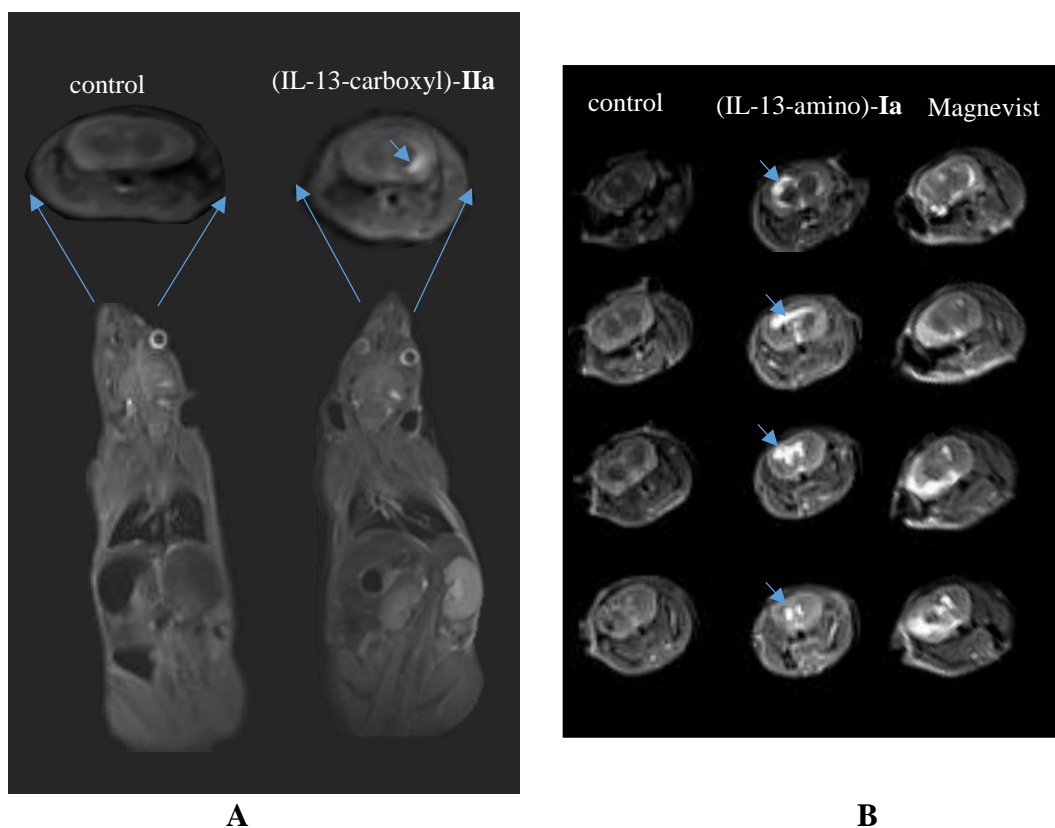 control
(IL-13-carboxyl)-IIa
control
(IL-13-amino)-Ia
Magnevist
A
B